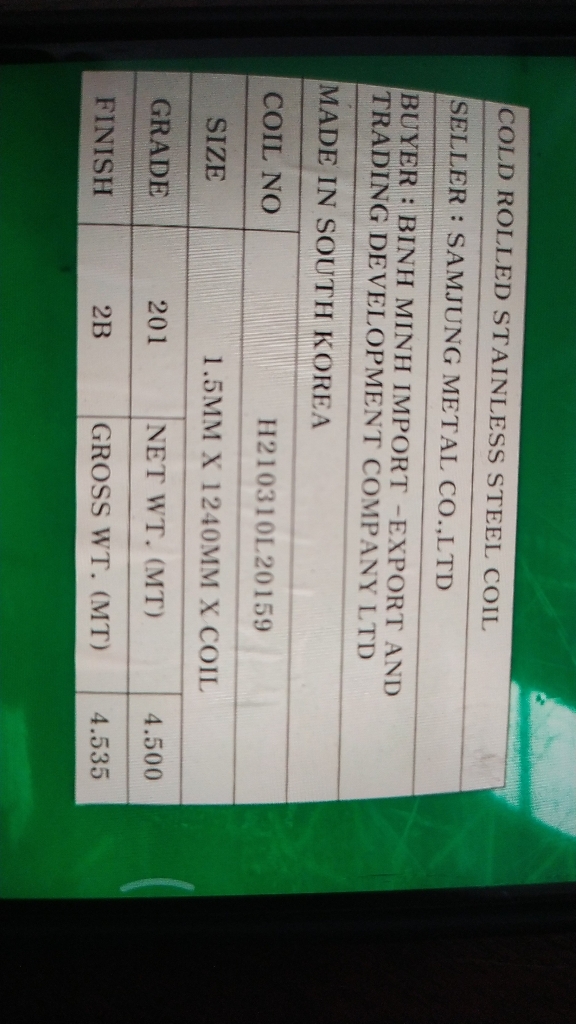 COLD ROLLED STAINLESS STEEL COIL
SELLER : SAMJUNG METAL CO.,LTD
BUYER : BINH MINH IMPORT -EXPORT AND
TRADING DEVELOPMENT COMPANY LTD
MADE IN SOUTH KOREA
COIL NO H210310L20159
SIZE 1.5MM X 1240MM X COIL
GRADE 201 NET WT. (MT) 4.500
FINISH 2B GROSS WT. (MT) 4.535